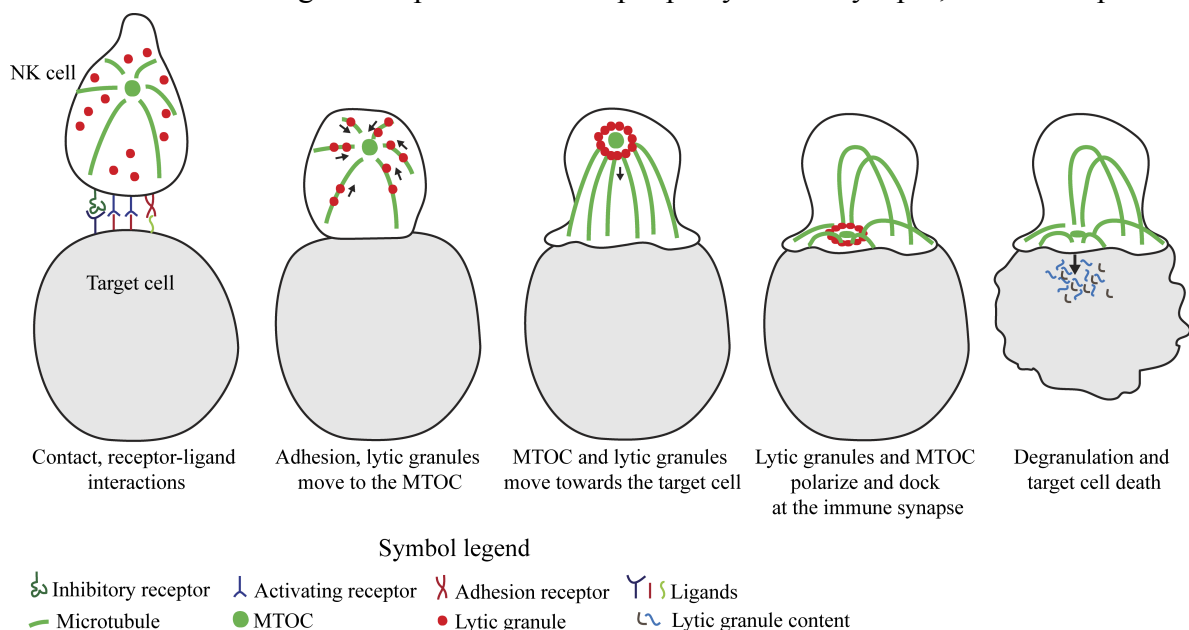 NK cell
Target cell
Contact, receptor-ligand
interactions
Adhesion, lytic granules
move to the MTOC
MTOC and lytic granules
move towards the target cell
Lytic granules and MTOC
polarize and dock
at the immune synapse
Degranulation and
target cell death
Symbol legend
Inhibitory receptor
Activating receptor
Adhesion receptor
Ligands
Microtubule
MTOC
Lytic granule
Lytic granule content